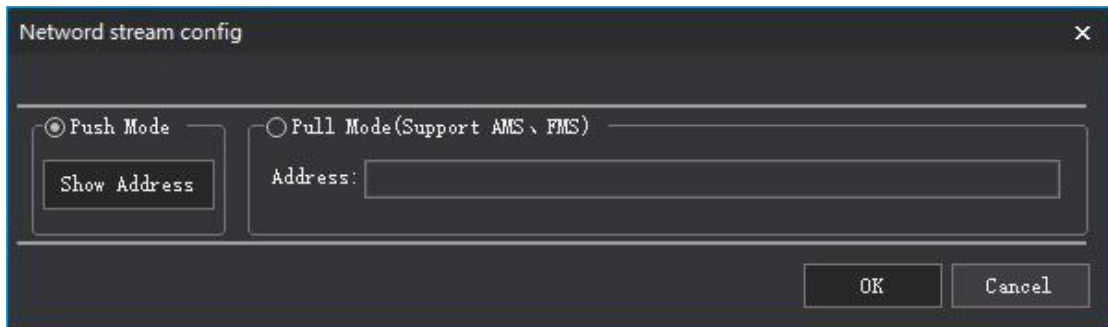 Netword stream config
Push Mode
Pull Mode(Support AMS、FMS)
Show Address
Address:
OK
Cancel